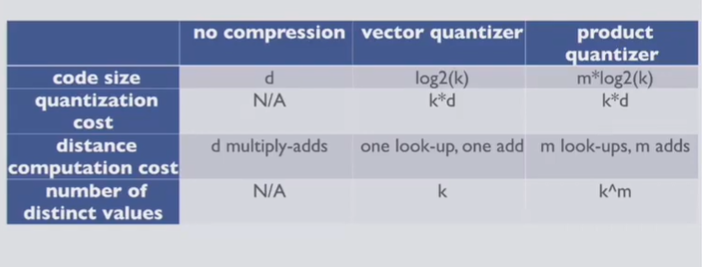 no compression vector quantizer product
quantizer
code size d log2(k) m*log2(k)
quantization N/A k*d k*d
cost
distance d multiply-adds one look-up, one add m look-ups, m adds
computation cost
number of N/A k k^m
distinct values